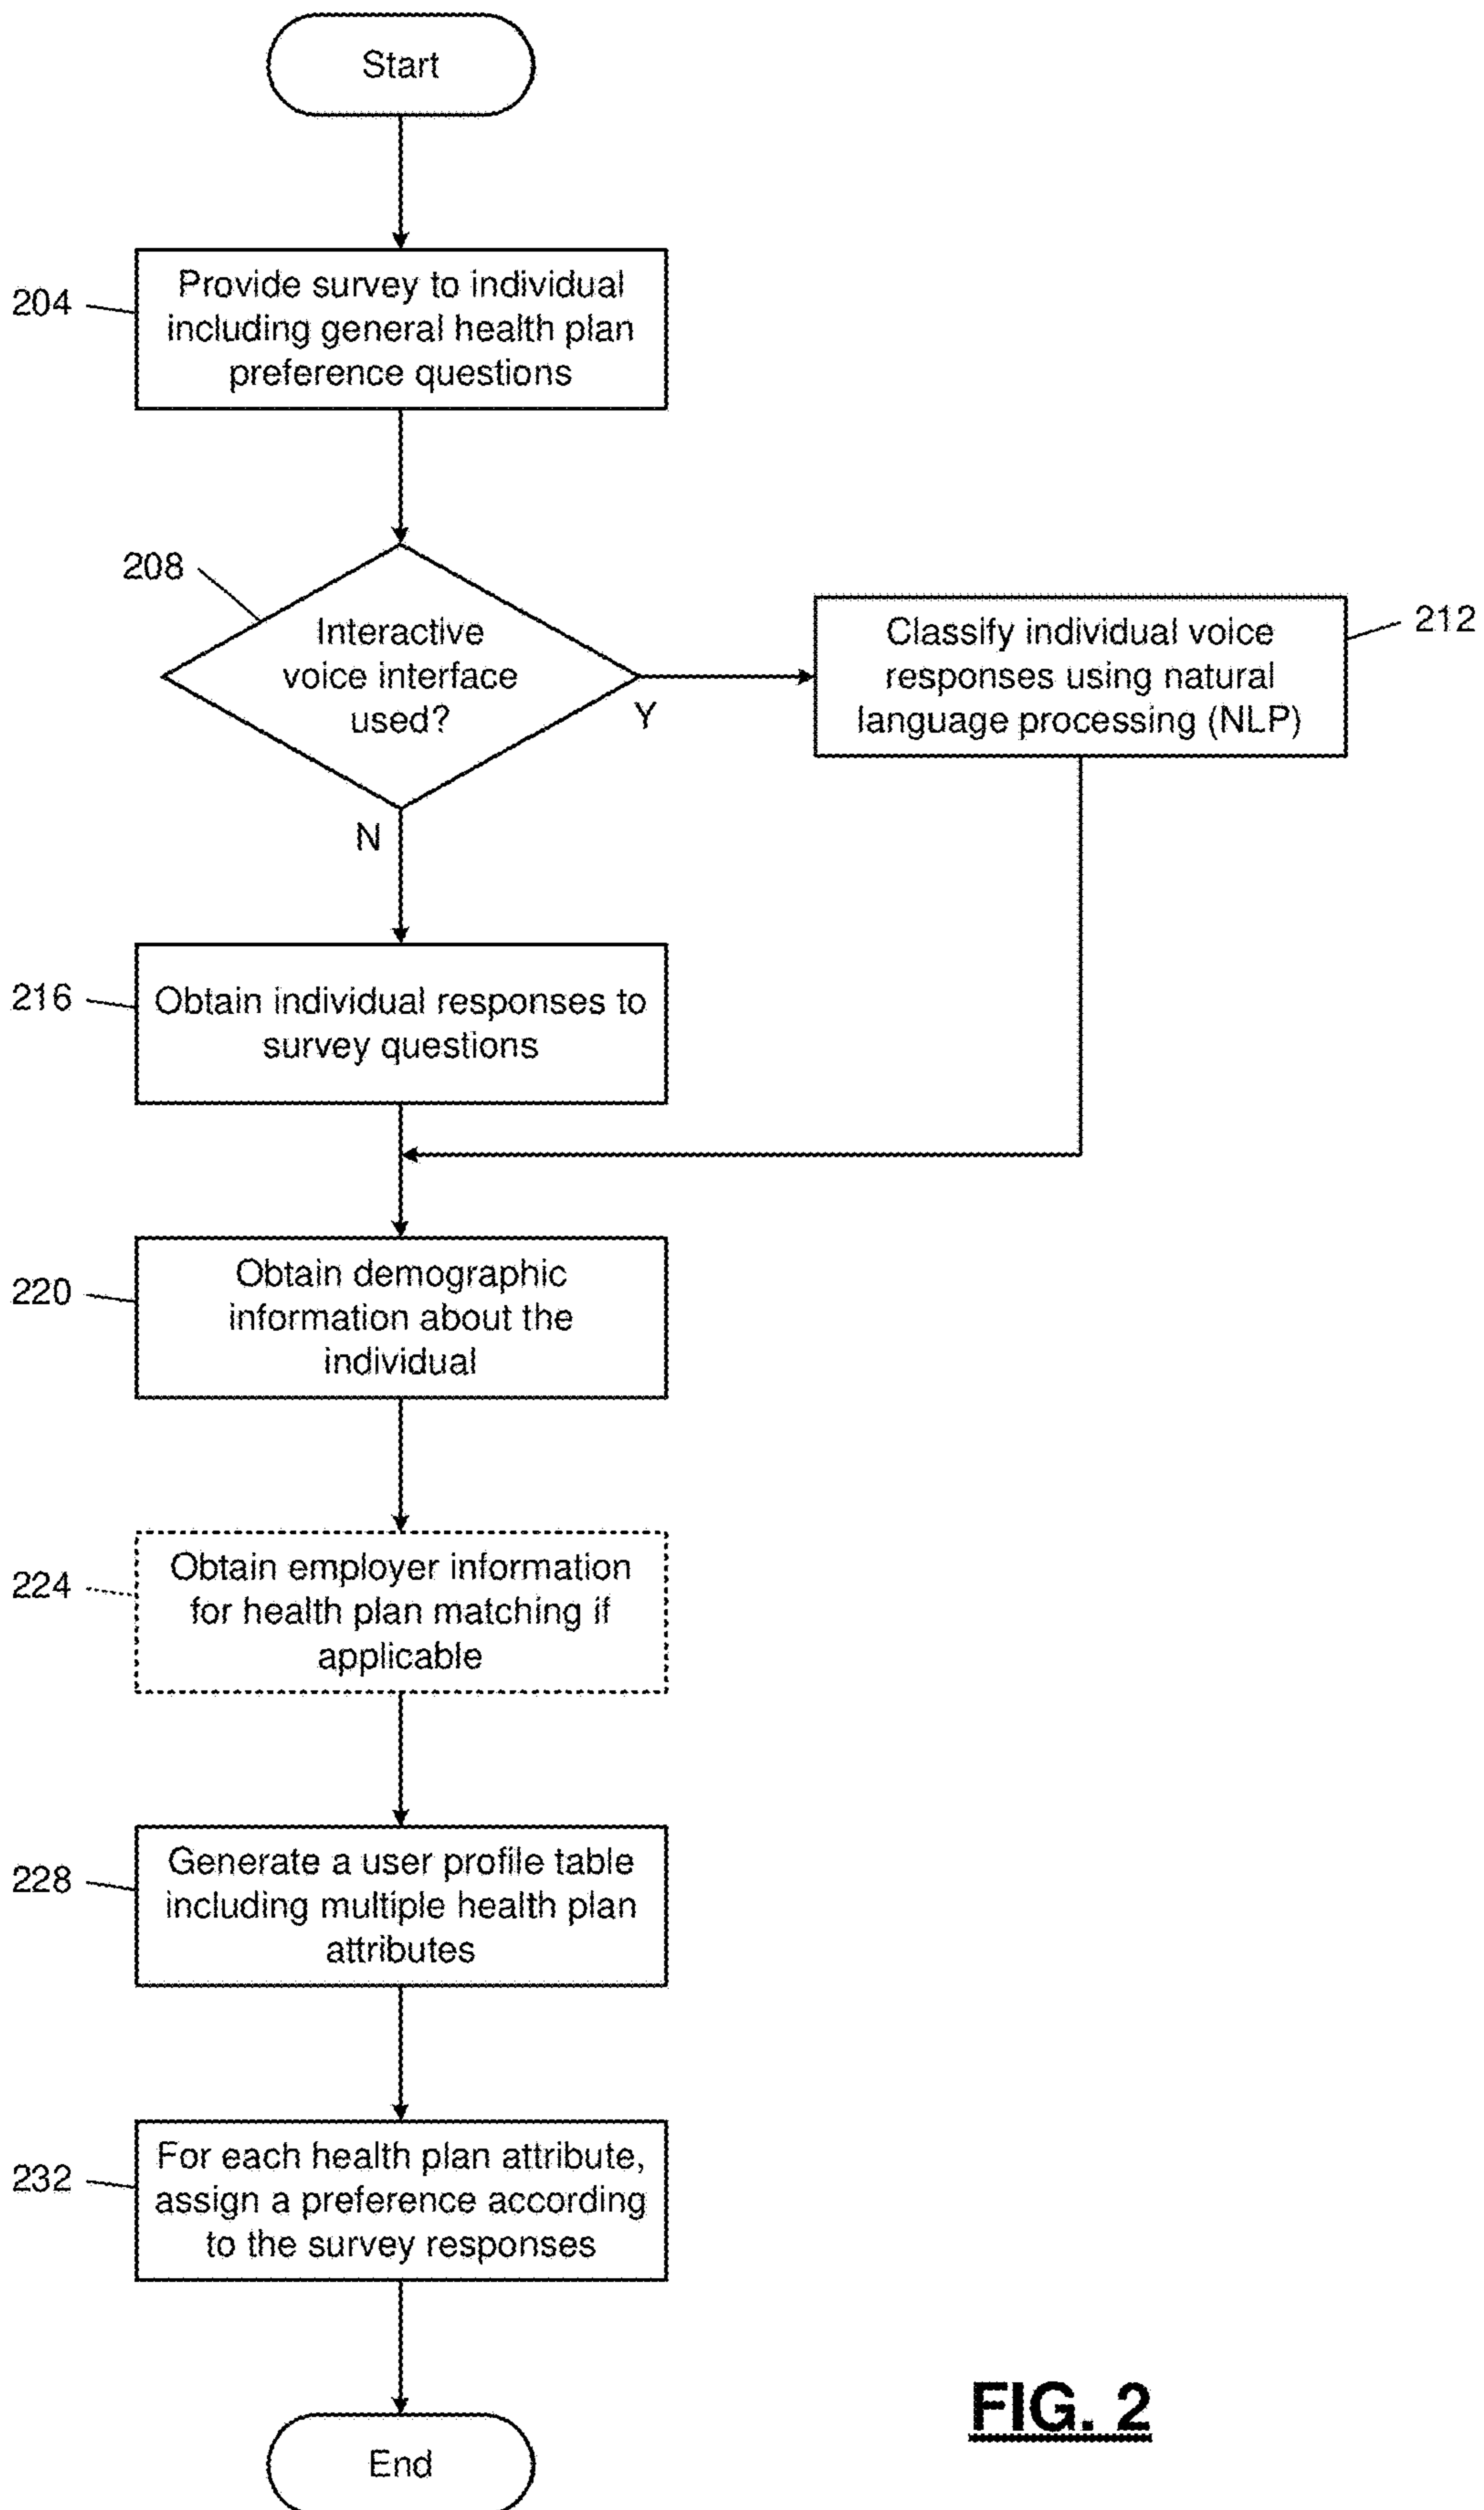 Start
204
Provide survey to individual
including general health plan
preference questions
208
Interactive
voice interface
used?
Y
N
Classify individual voice
responses using natural
language processing (NLP)
212
216
Obtain individual responses to
survey questions
220
Obtain demographic
information about the
individual
224
Obtain employer information
for health plan matching if
applicable
228
Generate a user profile table
including multiple health plan
attributes
232
For each health plan attribute,
assign a preference according
to the survey responses
End
FIG. 2